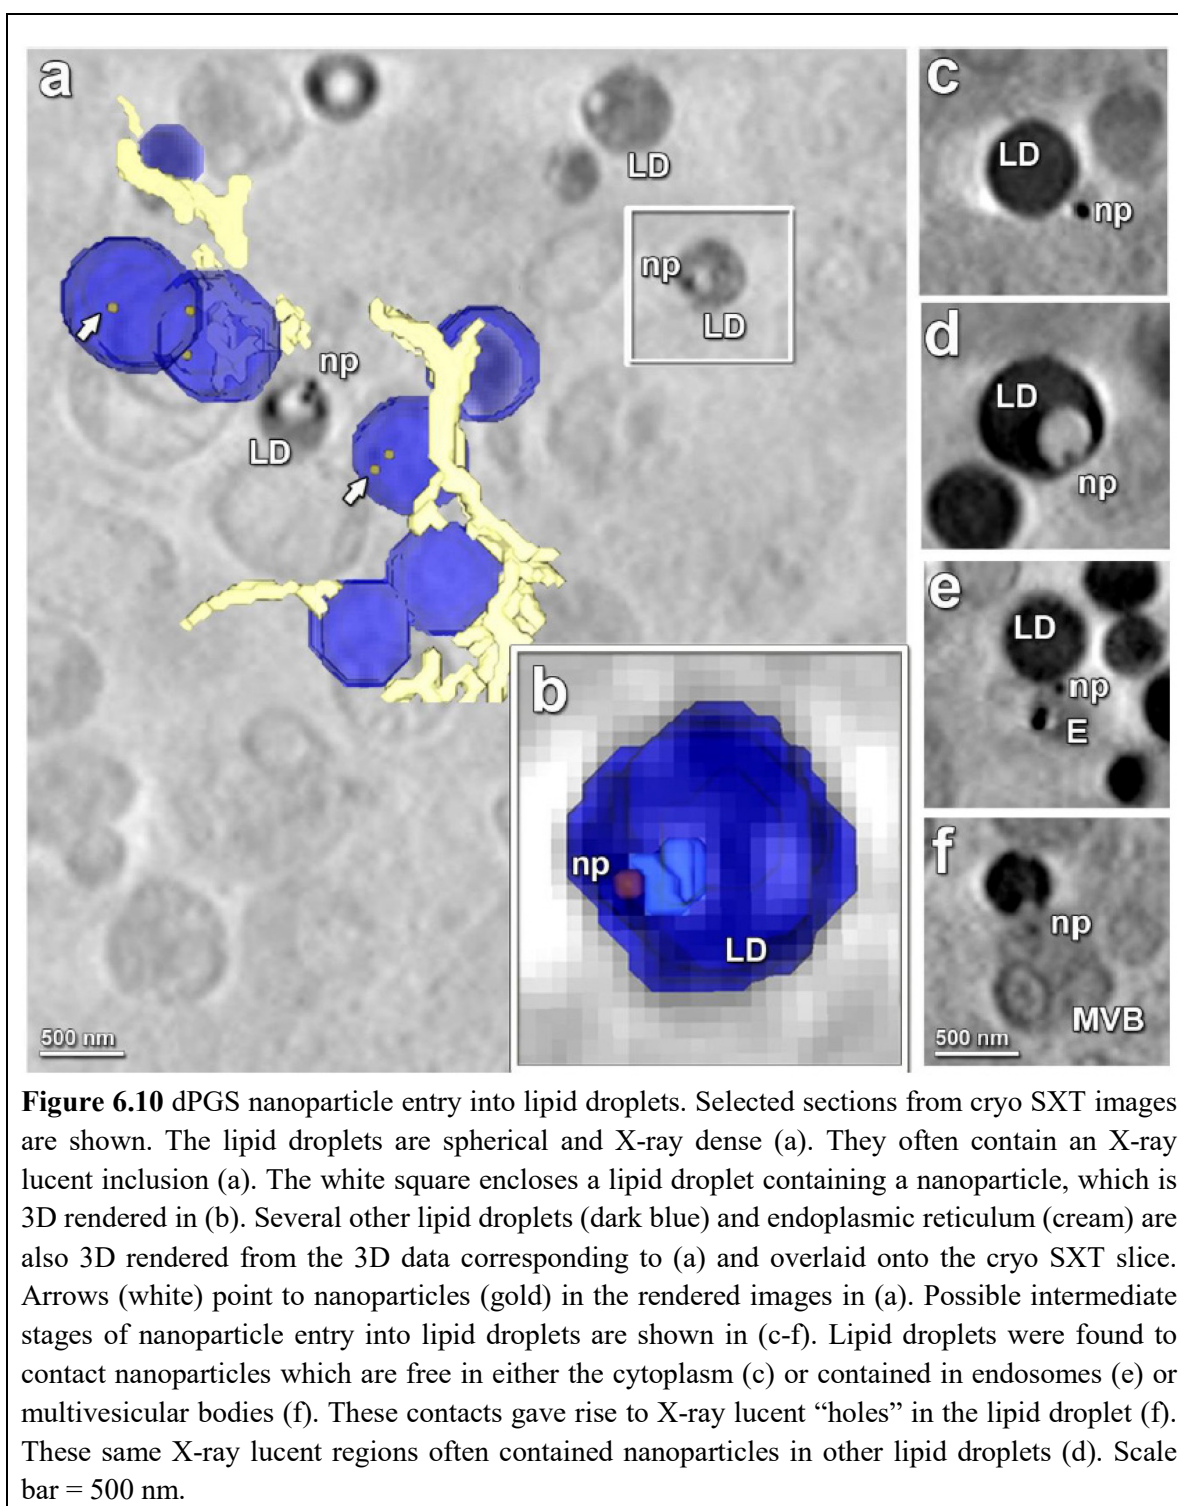 a
LD
np
LD
np
LD
b
np
LD
500 nm
c
LD
np
d
LD
np
e
LD
np
E
f
np
MVB
500 nm
Figure 6.10 dPGS nanoparticle entry into lipid droplets. Selected sections from cryo SXT images
are shown. The lipid droplets are spherical and X-ray dense (a). They often contain an X-ray
lucent inclusion (a). The white square encloses a lipid droplet containing a nanoparticle, which is
3D rendered in (b). Several other lipid droplets (dark blue) and endoplasmic reticulum (cream) are
also 3D rendered from the 3D data corresponding to (a) and overlaid onto the cryo SXT slice.
Arrows (white) point to nanoparticles (gold) in the rendered images in (a). Possible intermediate
stages of nanoparticle entry into lipid droplets are shown in (c-f). Lipid droplets were found to
contact nanoparticles which are free in either the cytoplasm (c) or contained in endosomes (e) or
multivesicular bodies (f). These contacts gave rise to X-ray lucent “holes” in the lipid droplet (f).
These same X-ray lucent regions often contained nanoparticles in other lipid droplets (d). Scale
bar = 500 nm.